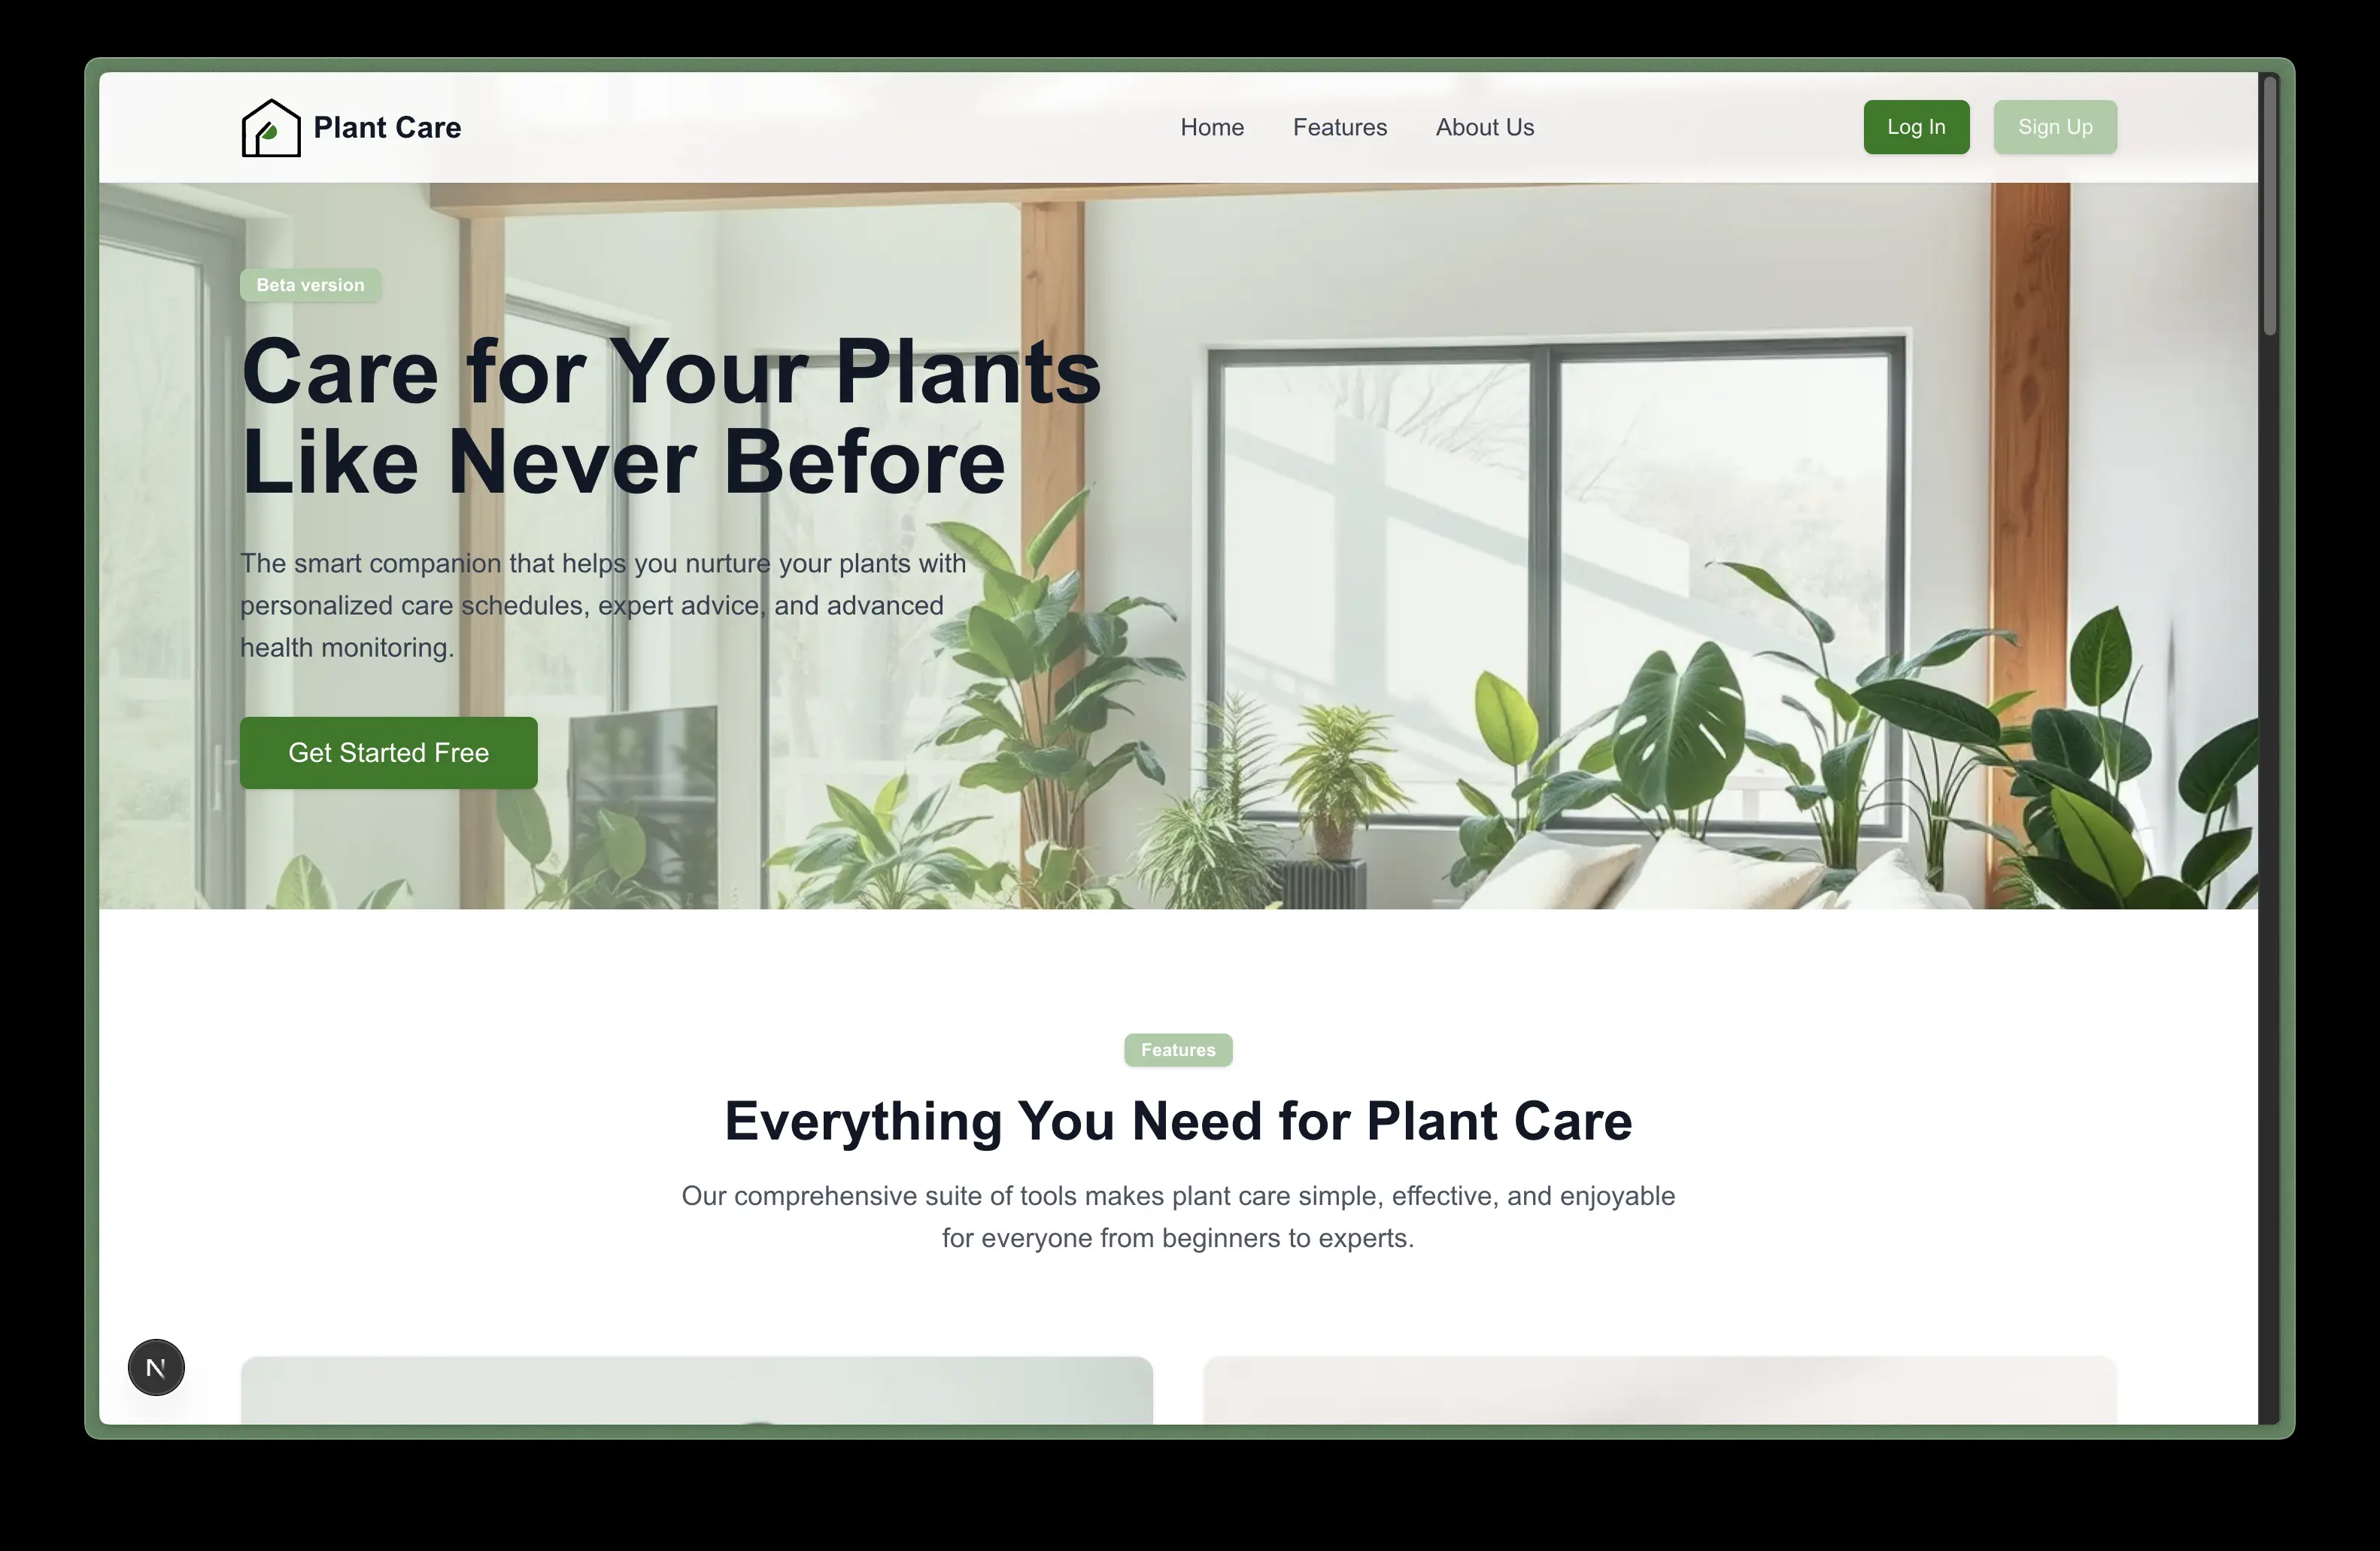 Plant Care
Home
Features
About Us
Log In
Sign Up
Beta version
Care for Your Plants
Like Never Before
The smart companion that helps you nurture your plants with
personalized care schedules, expert advice, and advanced
health monitoring.
Get Started Free
Features
Everything You Need for Plant Care
Our comprehensive suite of tools makes plant care simple, effective, and enjoyable
for everyone from beginners to experts.
N